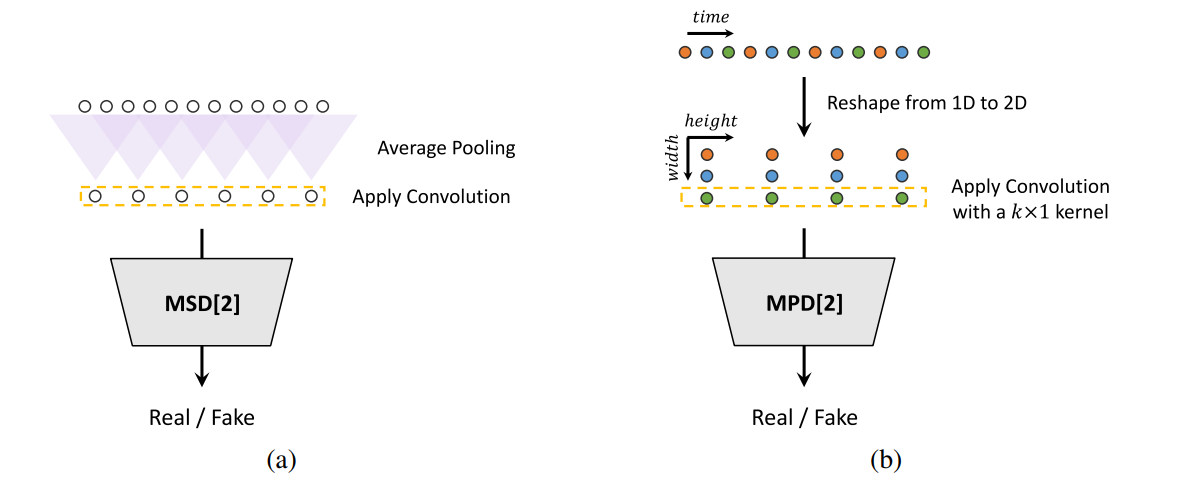 Average Pooling
Apply Convolution
MSD[2]
Real / Fake
(a)
time
Reshape from 1D to 2D
height
width
Apply Convolution
with a k×1 kernel
MPD[2]
Real / Fake
(b)